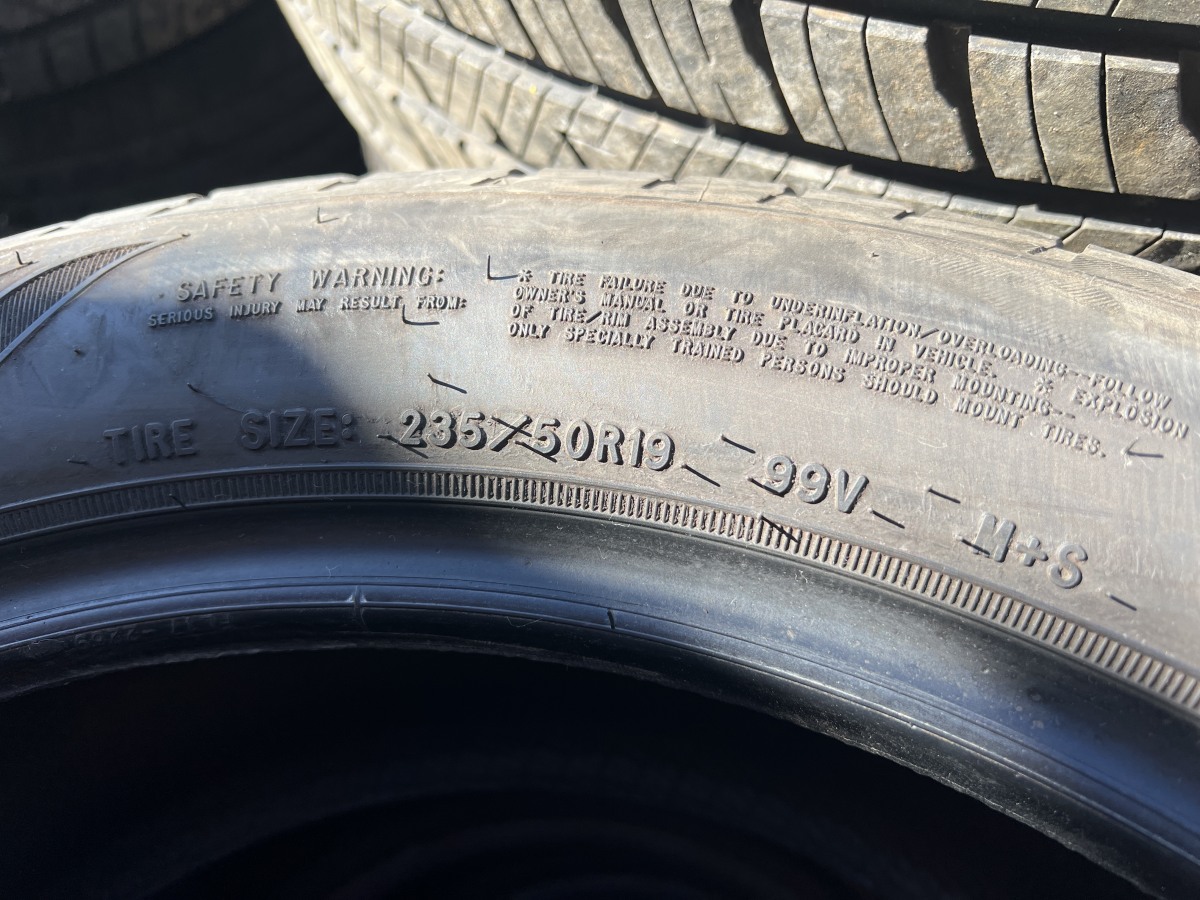 SAFETY WARNING:
SERIOUS INJURY MAY RESULT FROM:
* TIRE FAILURE DUE TO UNDERINFLATION/OVERLOADING--FOLLOW
OWNER'S MANUAL OR TIRE PLACARD IN VEHICLE. * EXPLOSION
OF TIRE/RIM ASSEMBLY DUE TO IMPROPER MOUNTING--
ONLY SPECIALLY TRAINED PERSONS SHOULD MOUNT TIRES.
TIRE SIZE: 235/50R19 99V M+S